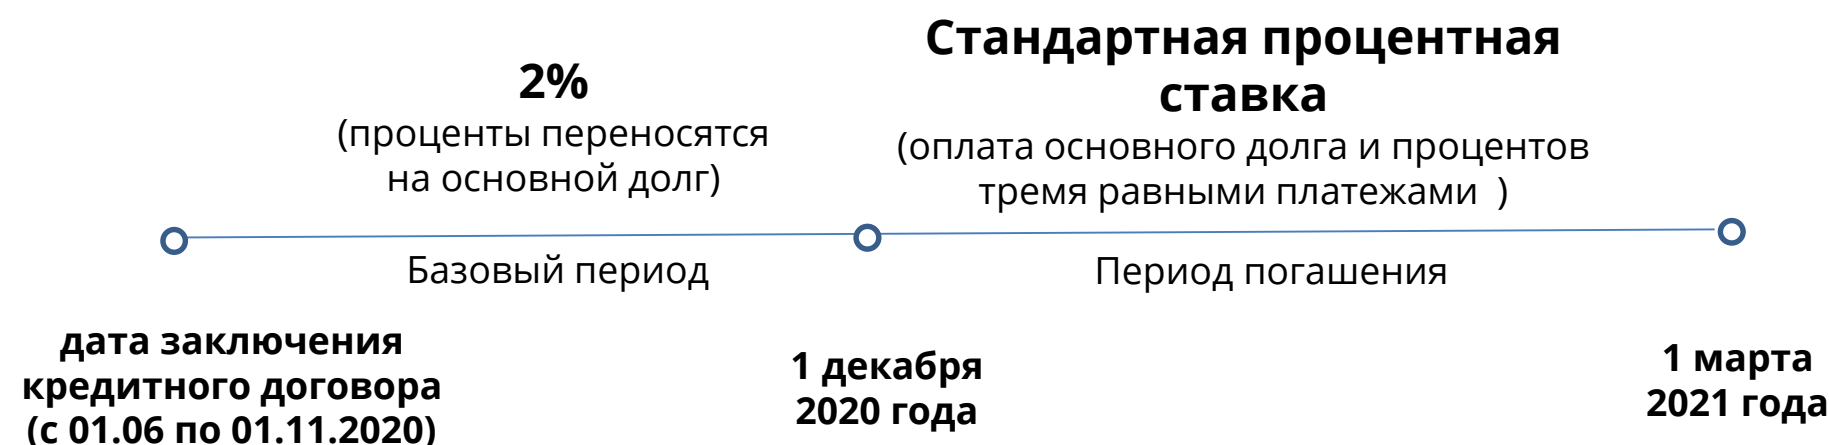 2%
(проценты переносятся
на основной долг)
Стандартная процентная
ставка
(оплата основного долга и процентов
тремя равными платежами  )
Базовый период
Период погашения
дата заключения
кредитного договора
(с 01.06 по 01.11.2020)
1 декабря
2020 года
1 марта
2021 года